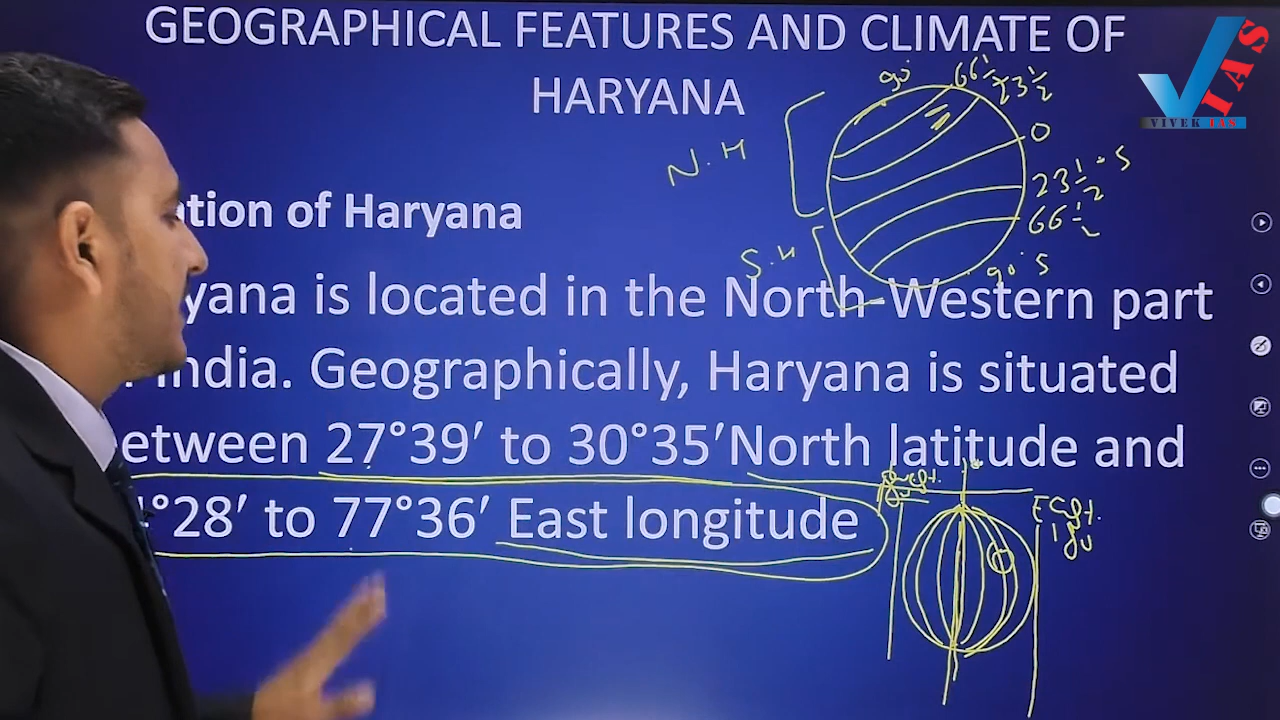 GEOGRAPHICAL FEATURES AND CLIMATE OF
HARYANA
VIVEK IAS
IAS
90°
66½
23½
0
N.H
23½° S
66½
S.H
90° S
ation of Haryana
yana is located in the North-Western part
India. Geographically, Haryana is situated
etween 27°39′ to 30°35′North latitude and
°28′ to 77°36′ East longitude